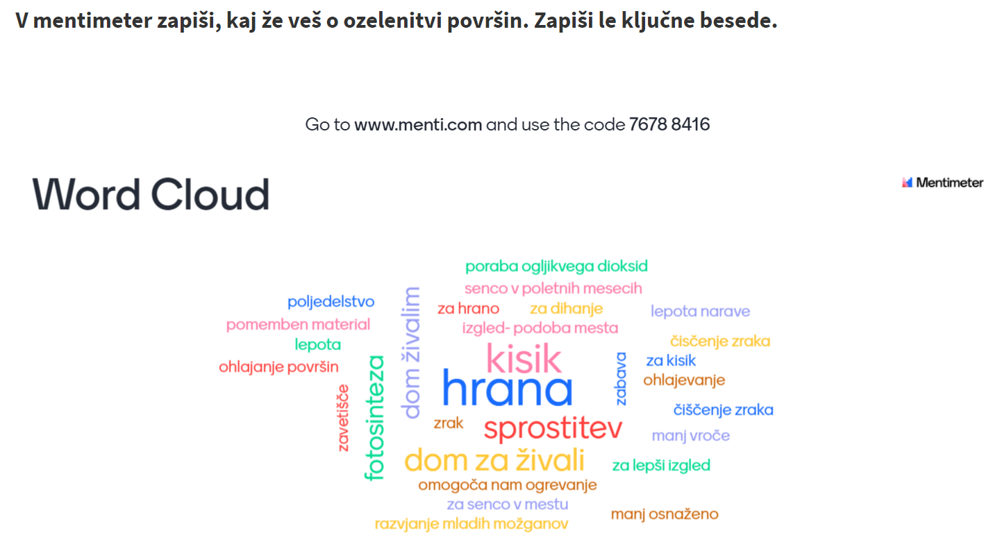 V mentimeter zapiši, kaj že veš o ozelenitvi površin. Zapiši le ključne besede.
Go to www.menti.com and use the code 7678 8416
Word Cloud
Mentimeter
poraba ogljikvega dioksid
senco v poletnih mesecih
poljedelstvo
dom živalim
za hrano
za dihanje
lepota narave
pomemben material
izgled- podoba mesta
lepota
čisčenje zraka
kisik
za kisik
ohlajanje površin
fotosinteza
zabava
ohlajevanje
hrana
zavetišče
čiščenje zraka
zrak
sprostitev
manj vroče
dom za živali
za lepši izgled
omogoča nam ogrevanje
za senco v mestu
manj osnaženo
razvjanje mladih možganov